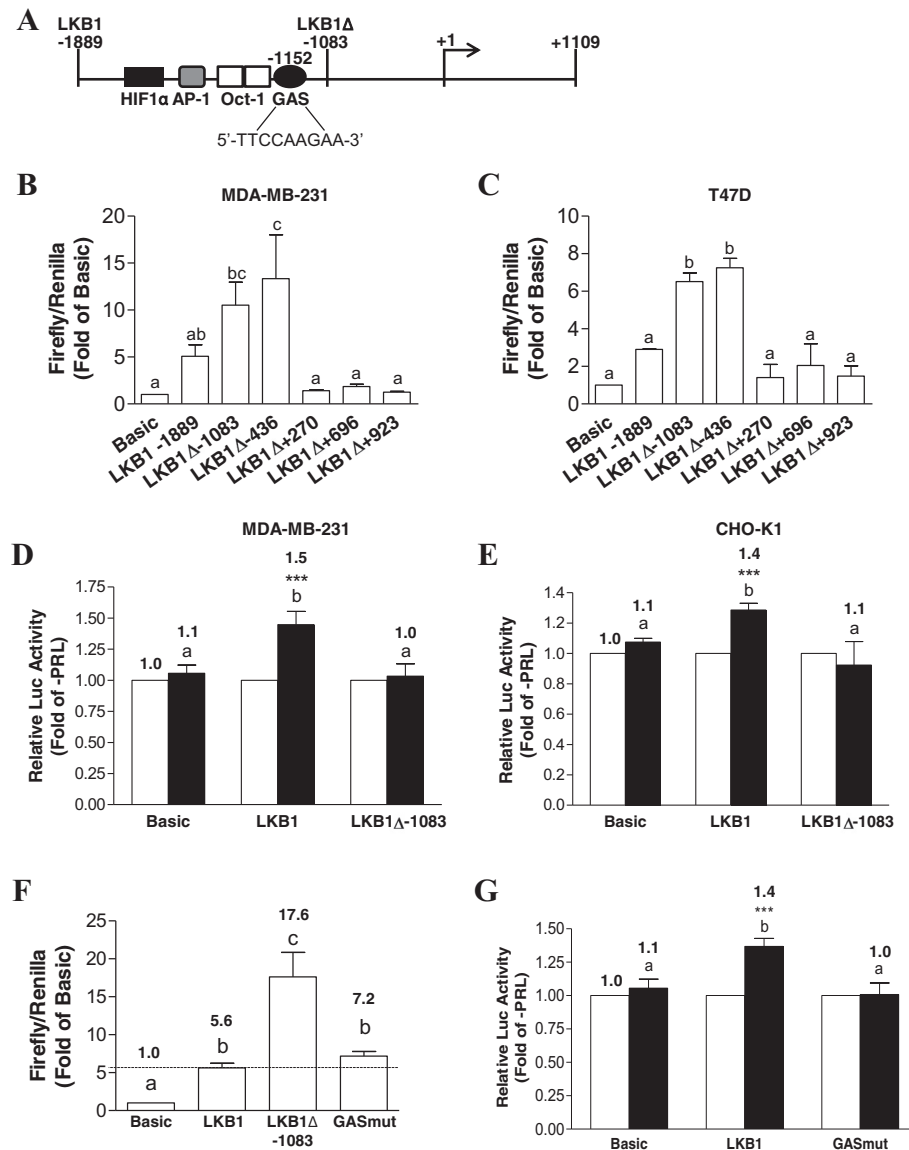 A
LKB1
-1889
LKB1Δ
-1083
-1152
+1
+1109
HIF1α AP-1 Oct-1 GAS
5'-TTCCAAGAA-3'
B
MDA-MB-231
Firefly/Renilla
(Fold of Basic)
20
15
10
5
0
a
ab
bc
c
a
a
a
Basic
LKB1 -1889
LKB1Δ-1083
LKB1Δ-436
LKB1Δ+270
LKB1Δ+696
LKB1Δ+923
C
T47D
Firefly/Renilla
(Fold of Basic)
10
8
6
4
2
0
a
a
b
b
a
a
a
Basic
LKB1 -1889
LKB1Δ-1083
LKB1Δ-436
LKB1Δ+270
LKB1Δ+696
LKB1Δ+923
D
MDA-MB-231
Relative Luc Activity
(Fold of -PRL)
1.75
1.50
1.25
1.00
0.75
0.50
0.25
0.00
1.0
1.1
a
1.5
***
b
1.0
a
Basic
LKB1
LKB1Δ-1083
E
CHO-K1
Relative Luc Activity
(Fold of -PRL)
1.4
1.2
1.0
0.8
0.6
0.4
0.2
0.0
1.0
1.1
a
1.4
***
b
1.1
a
Basic
LKB1
LKB1Δ-1083
F
Firefly/Renilla
(Fold of Basic)
25
20
15
10
5
0
1.0
a
5.6
b
17.6
c
7.2
b
Basic
LKB1
LKB1Δ
-1083
GASmut
G
Relative Luc Activity
(Fold of -PRL)
1.50
1.25
1.00
0.75
0.50
0.25
0.00
1.0
1.1
a
1.4
***
b
1.0
a
Basic
LKB1
GASmut